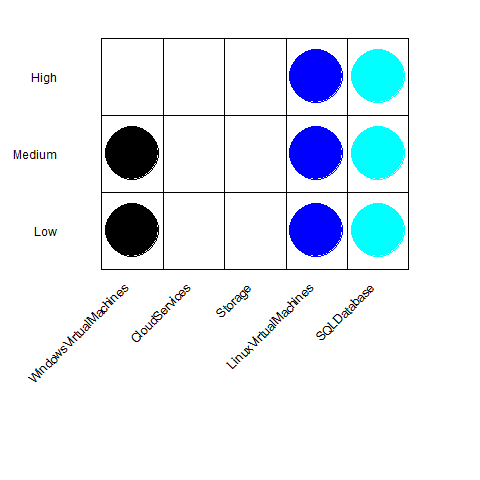 High
Medium
Low
WindowsVirtualMachines
CloudServices
Storage
LinuxVirtualMachines
SQLDatabase